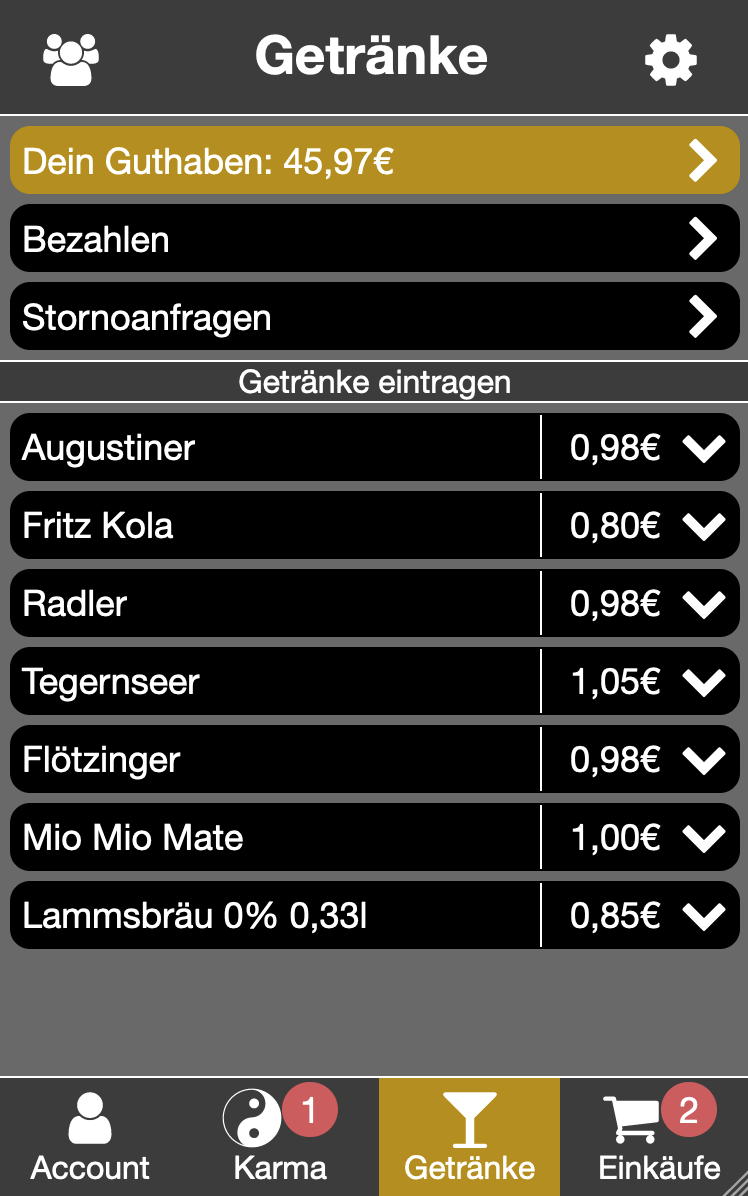 Getränke
Dein Guthaben: 45,97€
Bezahlen
Stornoanfragen
Getränke eintragen
Augustiner 0,98€
Fritz Kola 0,80€
Radler 0,98€
Tegernseer 1,05€
Flötzinger 0,98€
Mio Mio Mate 1,00€
Lammsbräu 0% 0,33l 0,85€
1 2
Account Karma Getränke Einkäufe